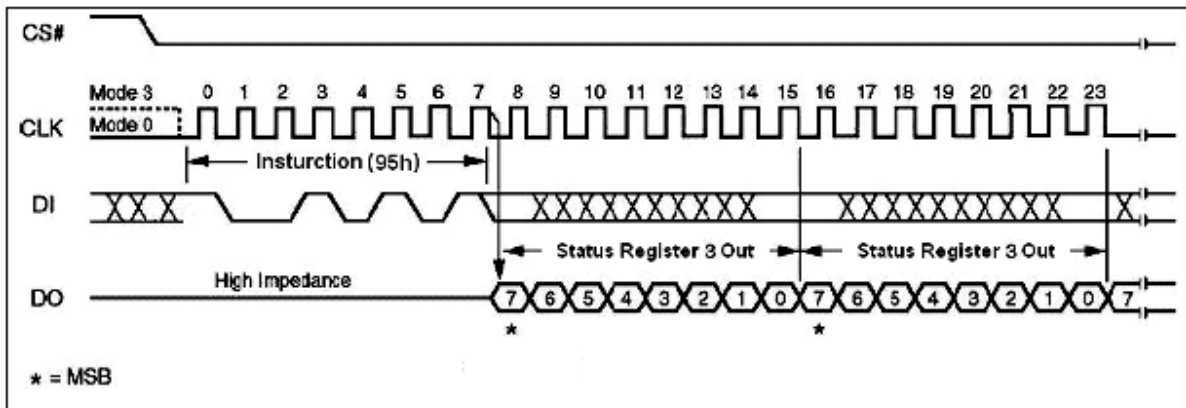 CS#
Mode 3
0 1 2 3 4 5 6 7 8 9 10 11 12 13 14 15 16 17 18 19 20 21 22 23
CLK
Mode 0
Insturction (95h)
DI
Status Register 3 Out Status Register 3 Out
DO
High Impedance
7 6 5 4 3 2 1 0 7 6 5 4 3 2 1 0 7
* *
* = MSB